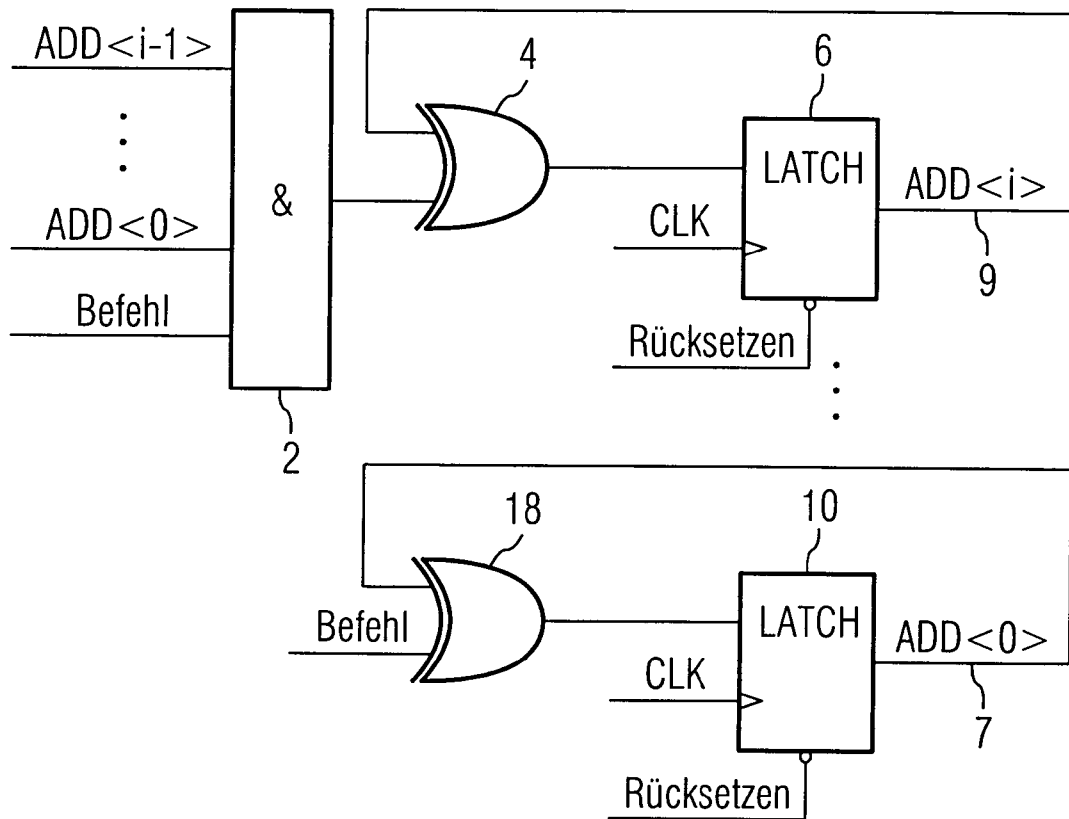 4
6
ADD<i-1>
LATCH
ADD<i>
&
CLK
9
ADD<0>
Befehl
Rücksetzen
2
18
10
Befehl
LATCH
ADD<0>
CLK
7
Rücksetzen